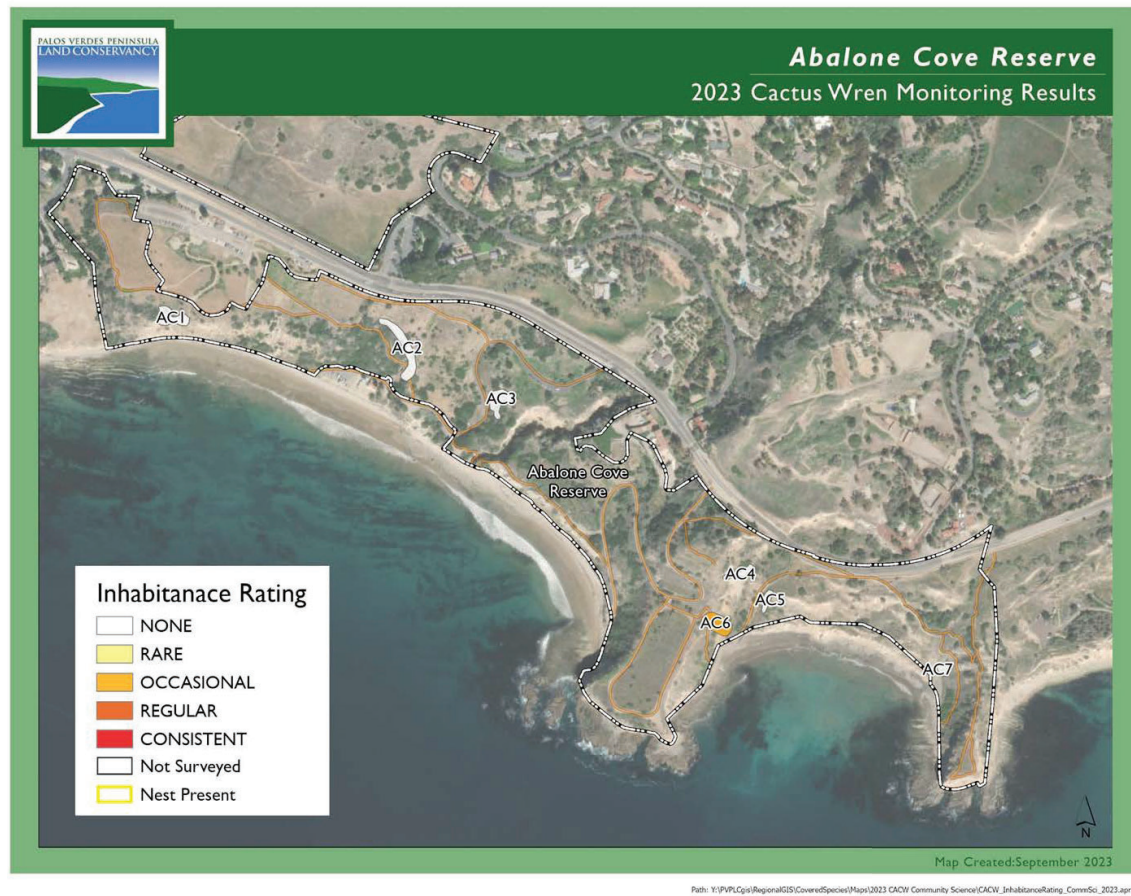 PALOS VERDES PENINSULA
LAND CONSERVANCY
Abalone Cove Reserve
2023 Cactus Wren Monitoring Results
AC1
AC2
AC3
Abalone Cove
Reserve
AC4
AC5
AC6
AC7
Inhabitanace Rating
NONE
RARE
OCCASIONAL
REGULAR
CONSISTENT
Not Surveyed
Nest Present
N
Map Created:September 2023
Path: Y:\PVPLCgis\RegionalGIS\CoveredSpecies\Maps\2023 CACW Community Science\CACW_InhabitanceRating_CommSci_2023.aprx